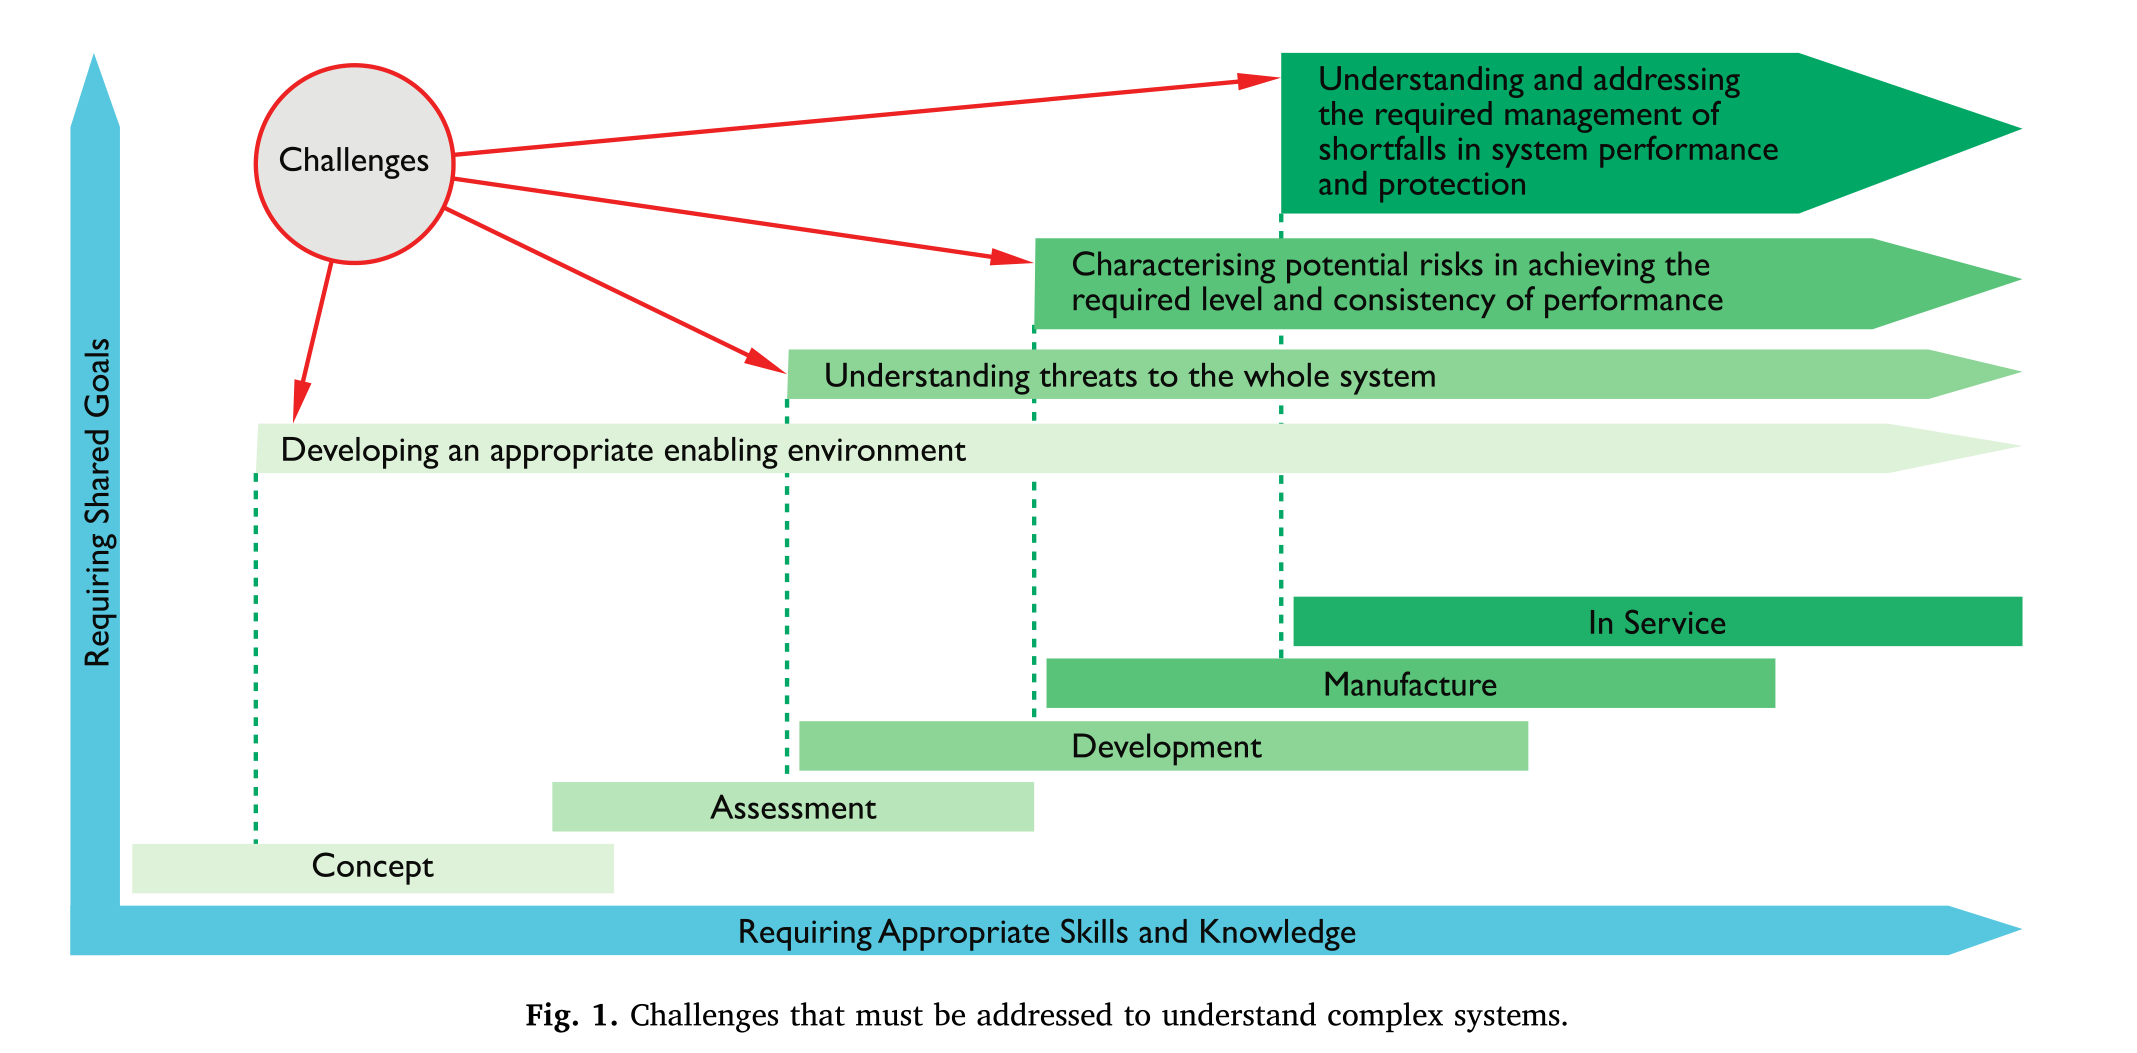 Challenges
Understanding and addressing
the required management of
shortfalls in system performance
and protection
Characterising potential risks in achieving the
required level and consistency of performance
Understanding threats to the whole system
Developing an appropriate enabling environment
Requiring Shared Goals
In Service
Manufacture
Development
Assessment
Concept
Requiring Appropriate Skills and Knowledge
Fig. 1. Challenges that must be addressed to understand complex systems.